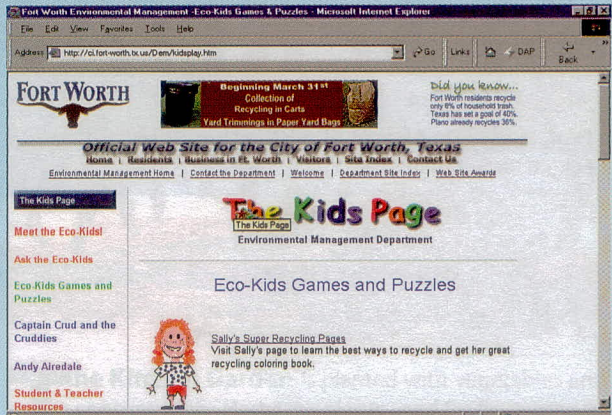 Fort Worth Environmental Management -Eco-Kids Games & Puzzles - Microsoft Internet Explorer
File Edit View Favorites Tools Help
Address http://ci.fort-worth.tx.us/Dem/kidsplay.htm Go Links DAP Back
FORT WORTH
Beginning March 31st
Collection of
Recycling in Carts
Yard Trimmings in Paper Yard Bags
Did you know...
Fort Worth residents recycle
only 6% of household trash.
Texas has set a goal of 40%.
Plano already recycles 36%.
Official Web Site for the City of Fort Worth, Texas
Home | Residents | Business in Ft. Worth | Visitors | Site Index | Contact Us
Environmental Management Home | Contact the Department | Welcome | Department Site Index | Web Site Awards
The Kids Page
Meet the Eco-Kids!
Ask the Eco-Kids
Eco-Kids Games and
Puzzles
Captain Crud and the
Cruddies
Andy Airedale
Student & Teacher
Resources
The Kids Page
The Kids Page
Environmental Management Department
Eco-Kids Games and Puzzles
Sally's Super Recycling Pages
Visit Sally's page to learn the best ways to recycle and get her great
recycling coloring book.